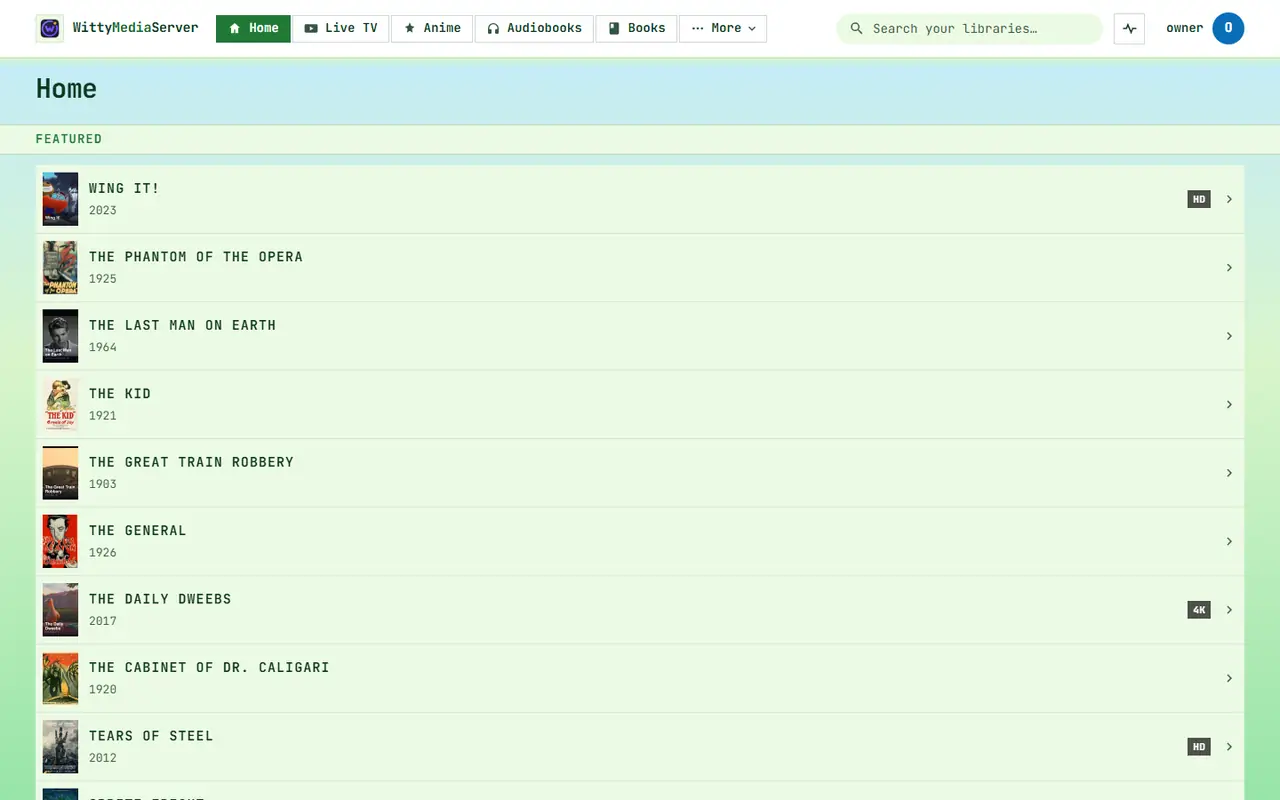 WittyMediaServer
Home
Live TV
Anime
Audiobooks
Books
More
Search your libraries…
owner
O
Home
FEATURED
WING IT!
2023
HD
THE PHANTOM OF THE OPERA
1925
THE LAST MAN ON EARTH
1964
THE KID
1921
THE GREAT TRAIN ROBBERY
1903
THE GENERAL
1926
THE DAILY DWEEBS
2017
4K
THE CABINET OF DR. CALIGARI
1920
TEARS OF STEEL
2012
HD